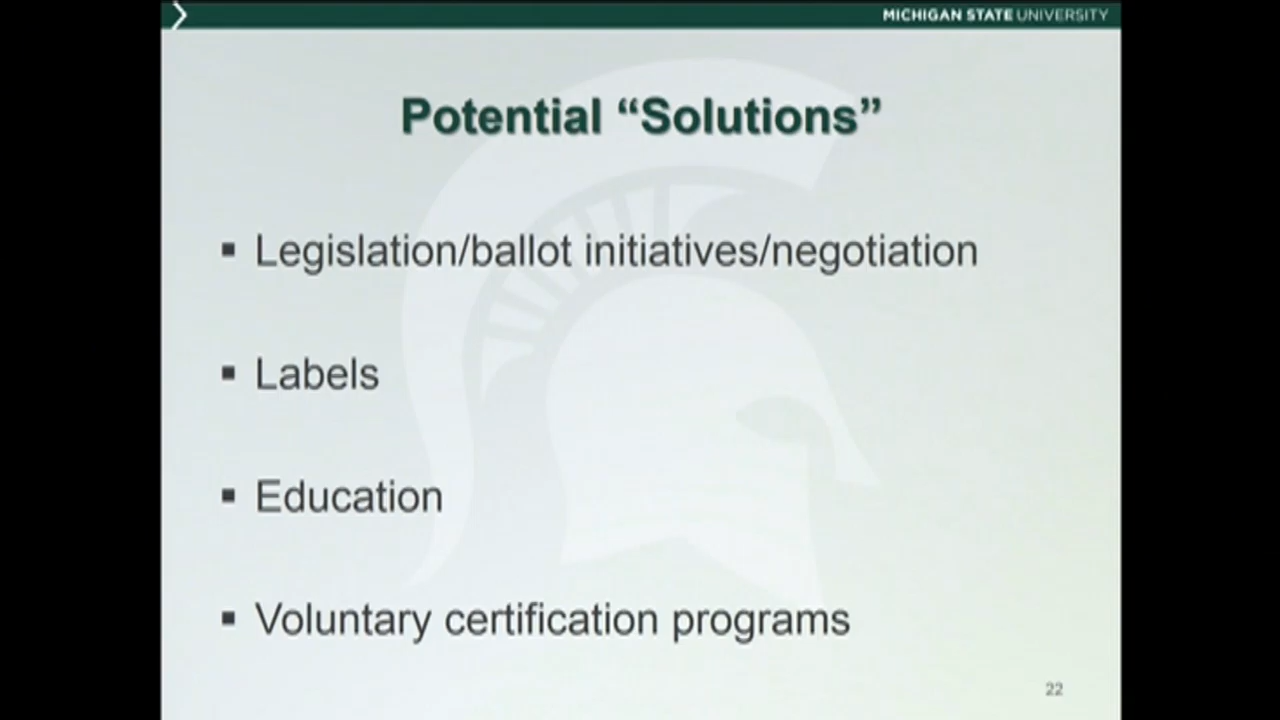 MICHIGAN STATE UNIVERSITY
Potential “Solutions”
▪ Legislation/ballot initiatives/negotiation
▪ Labels
▪ Education
▪ Voluntary certification programs
22